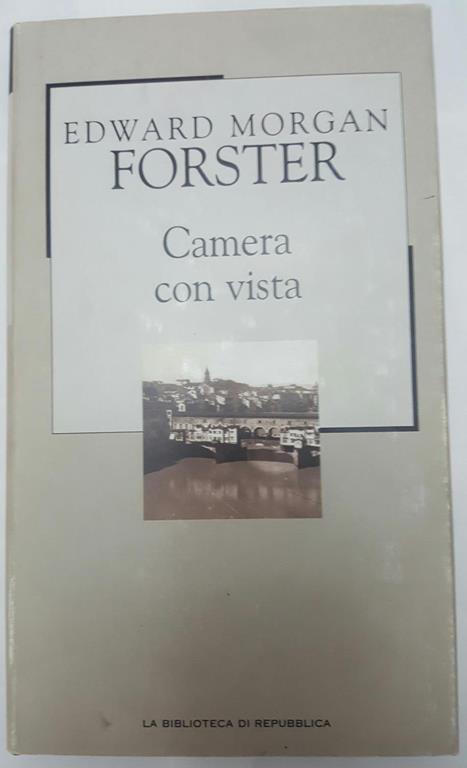 EDWARD MORGAN
FORSTER
Camera
con vista
LA BIBLIOTECA DI REPUBBLICA